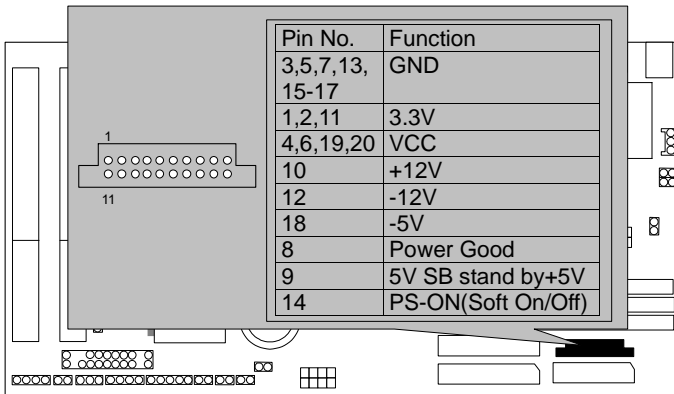 Pin No. Function
3,5,7,13, GND
15-17
1,2,11 3.3V
4,6,19,20 VCC
10 +12V
12 -12V
18 -5V
8 Power Good
9 5V SB stand by+5V
14 PS-ON(Soft On/Off)
1
11